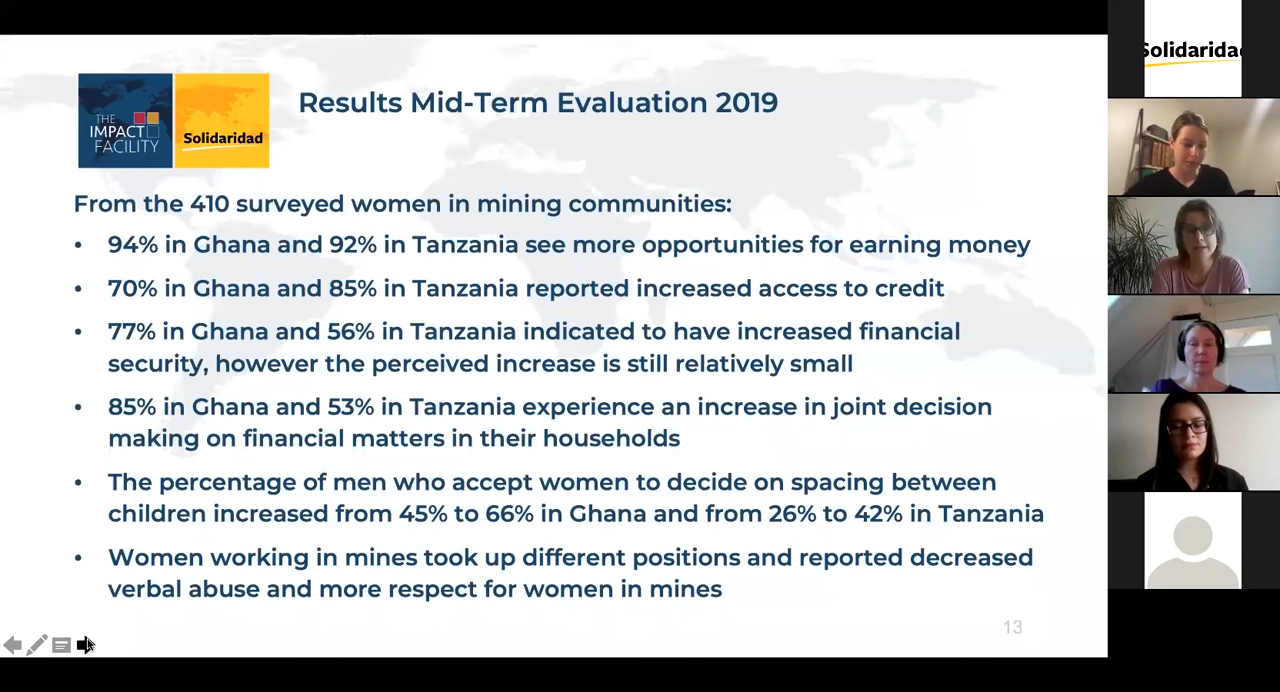 THE
IMPACT
FACILITY
Solidaridad
Results Mid-Term Evaluation 2019
From the 410 surveyed women in mining communities:
• 94% in Ghana and 92% in Tanzania see more opportunities for earning money
• 70% in Ghana and 85% in Tanzania reported increased access to credit
• 77% in Ghana and 56% in Tanzania indicated to have increased financial
security, however the perceived increase is still relatively small
• 85% in Ghana and 53% in Tanzania experience an increase in joint decision
making on financial matters in their households
• The percentage of men who accept women to decide on spacing between
children increased from 45% to 66% in Ghana and from 26% to 42% in Tanzania
• Women working in mines took up different positions and reported decreased
verbal abuse and more respect for women in mines
13
Solidaridad